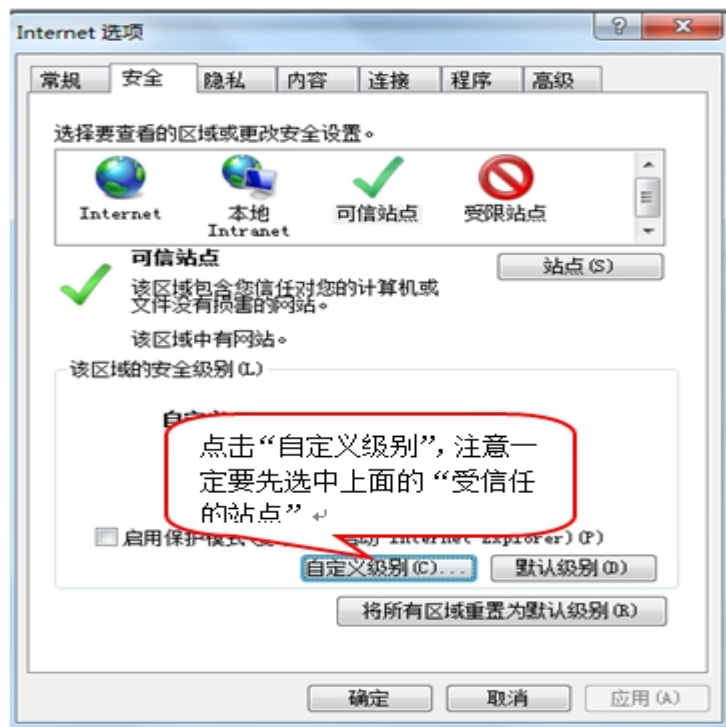 Internet 选项
常规 安全 隐私 内容 连接 程序 高级
选择要查看的区域或更改安全设置。
Internet 本地 Intranet 可信站点 受限站点
可信站点
站点(S)
该区域包含您信任对您的计算机或
文件没有损害的网站。
该区域中有网站。
该区域的安全级别(L)
点击“自定义级别”，注意一
定要先选中上面的“受信任
的站点”
启用保护模式 Internet Explorer)(P)
自定义级别(C)... 默认级别(D)
将所有区域重置为默认级别(R)
确定 取消 应用(A)